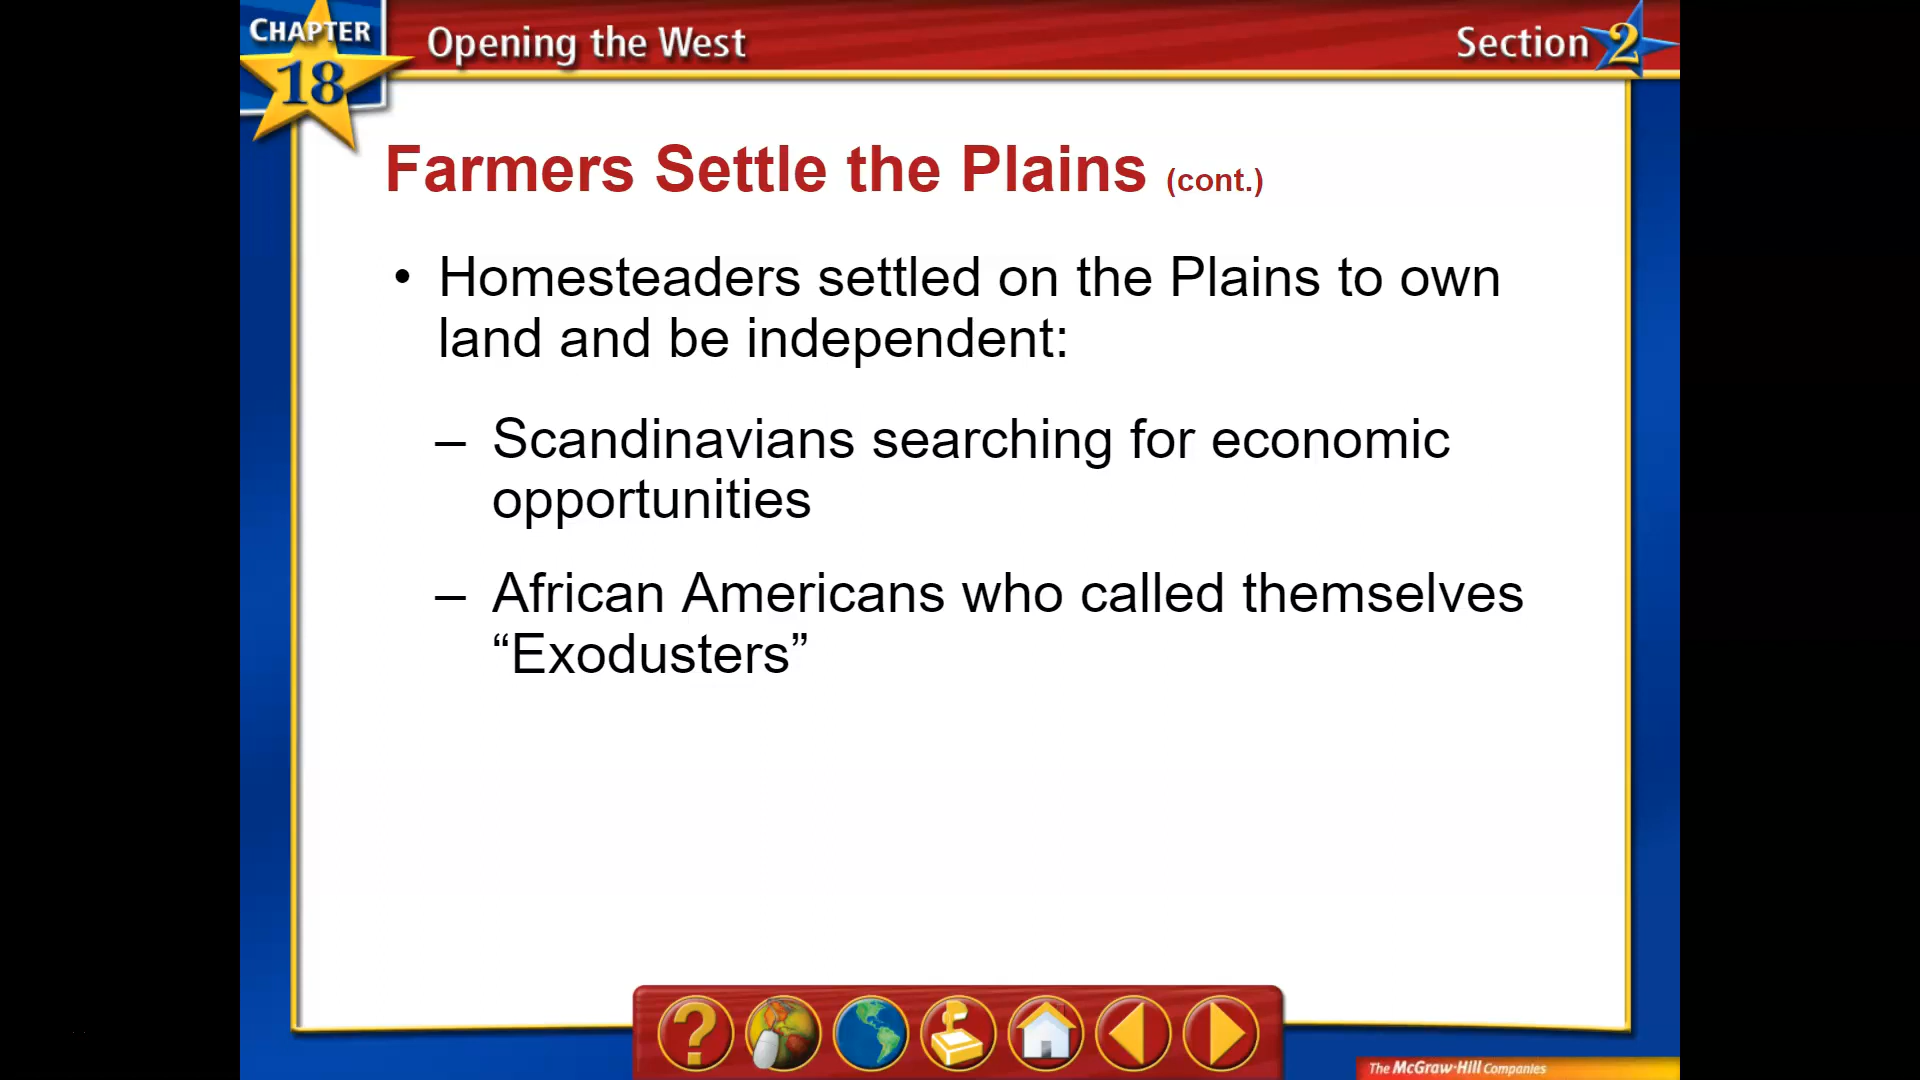 CHAPTER
18
Opening the West
Section 2
Farmers Settle the Plains (cont.)
• Homesteaders settled on the Plains to own
land and be independent:
– Scandinavians searching for economic
opportunities
– African Americans who called themselves
“Exodusters”
?
The McGraw-Hill Companies